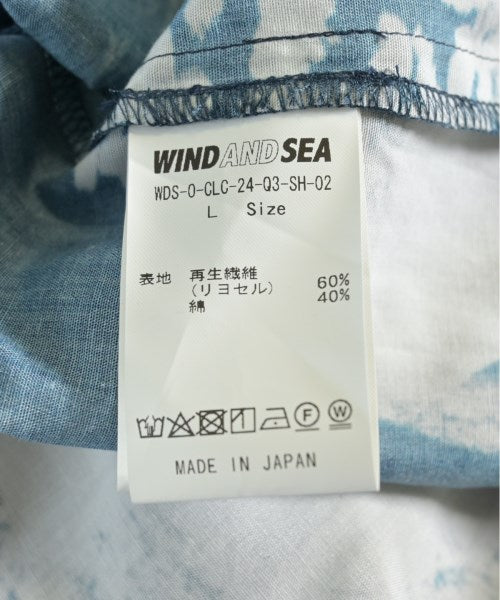 WINDANDSEA
WDS-O-CLC-24-Q3-SH-02
L Size
表地 再生繊維
(リヨセル) 60%
綿 40%
F W
MADE IN JAPAN